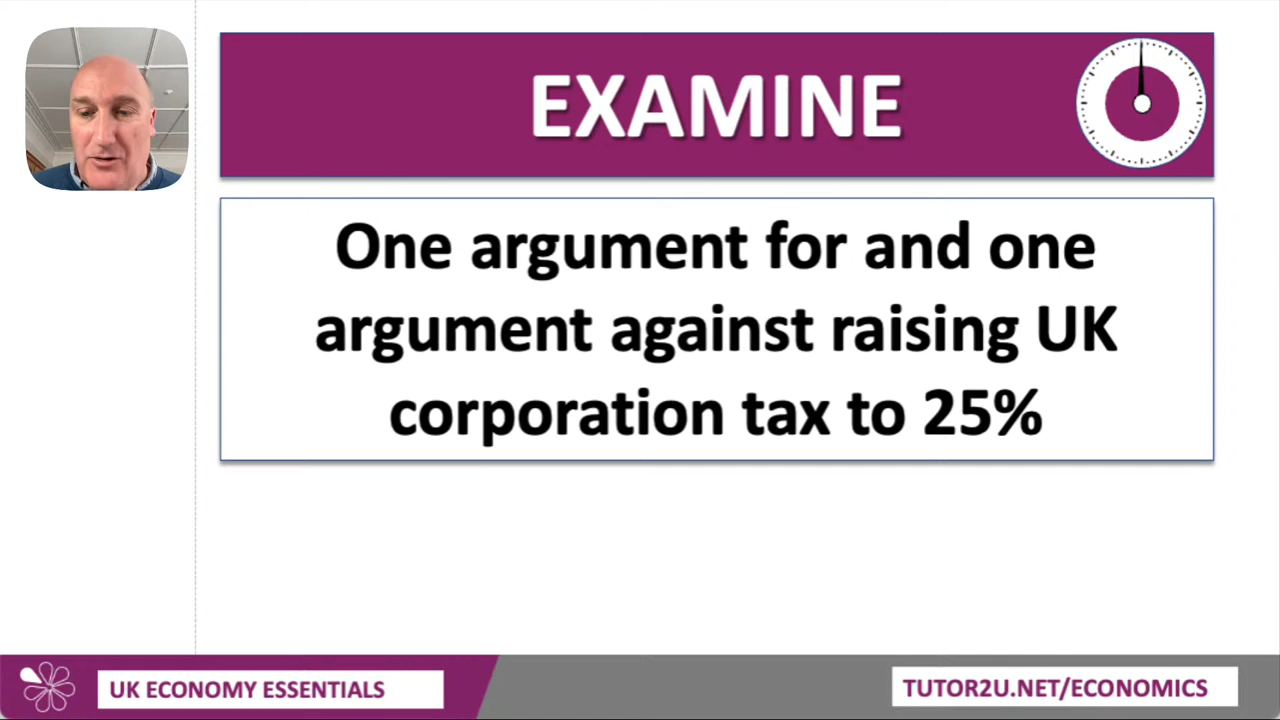 EXAMINE
One argument for and one
argument against raising UK
corporation tax to 25%
UK ECONOMY ESSENTIALS
TUTOR2U.NET/ECONOMICS